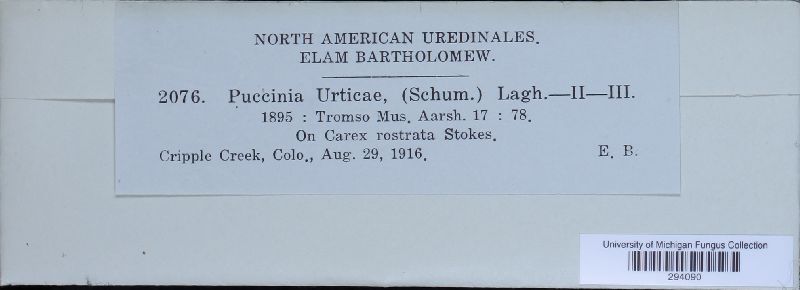 NORTH AMERICAN UREDINALES.
ELAM BARTHOLOMEW.
2076. Puccinia Urticae, (Schum.) Lagh.—II—III.
1895 : Tromso Mus. Aarsh. 17 : 78.
On Carex rostrata Stokes.
Cripple Creek, Colo., Aug. 29, 1916. E. B.
University of Michigan Fungus Collection
294090